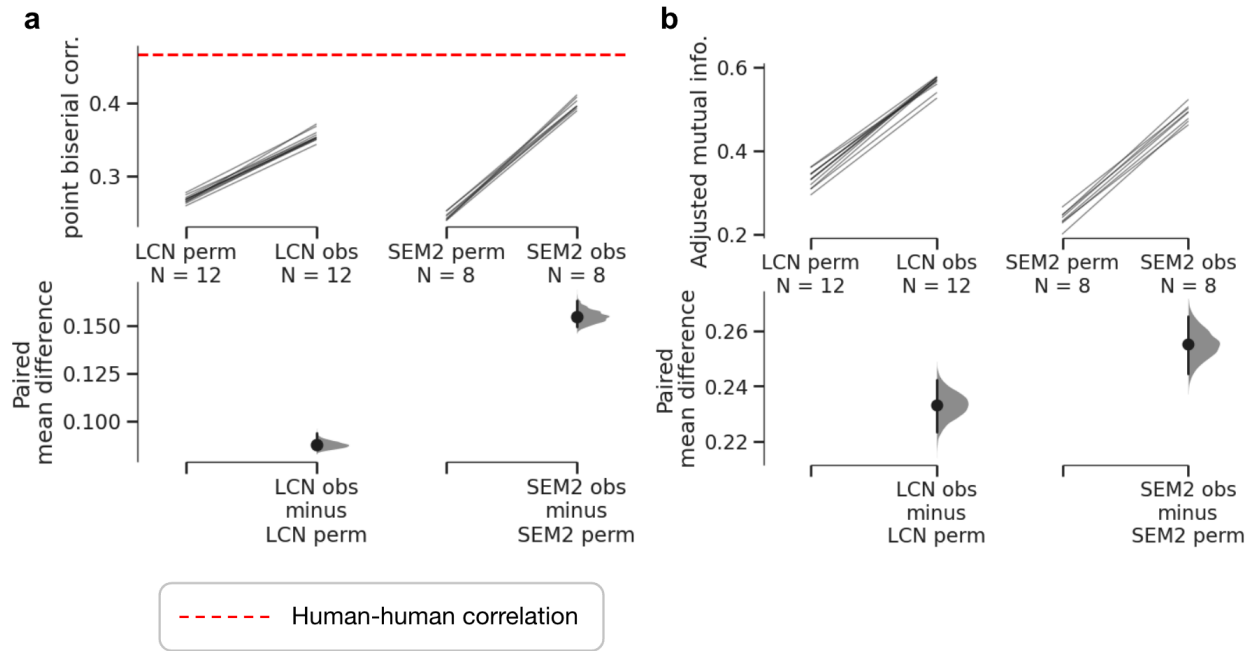 a
point biserial corr.
0.4
0.3
LCN perm
N = 12
LCN obs
N = 12
SEM2 perm
N = 8
SEM2 obs
N = 8
Paired
mean difference
0.150
0.125
0.100
LCN obs
minus
LCN perm
SEM2 obs
minus
SEM2 perm
b
Adjusted mutual info.
0.6
0.4
0.2
LCN perm
N = 12
LCN obs
N = 12
SEM2 perm
N = 8
SEM2 obs
N = 8
Paired
mean difference
0.26
0.24
0.22
LCN obs
minus
LCN perm
SEM2 obs
minus
SEM2 perm
Human-human correlation